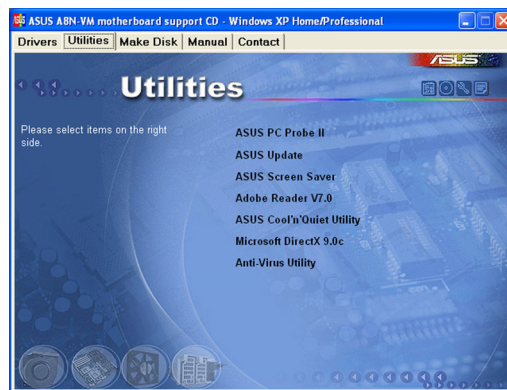 ASUS A8N-VM motherboard support CD - Windows XP Home/Professional
Drivers Utilities Make Disk Manual Contact
ASUS
Utilities
Please select items on the right
side.
ASUS PC Probe II
ASUS Update
ASUS Screen Saver
Adobe Reader V7.0
ASUS Cool'n'Quiet Utility
Microsoft DirectX 9.0c
Anti-Virus Utility